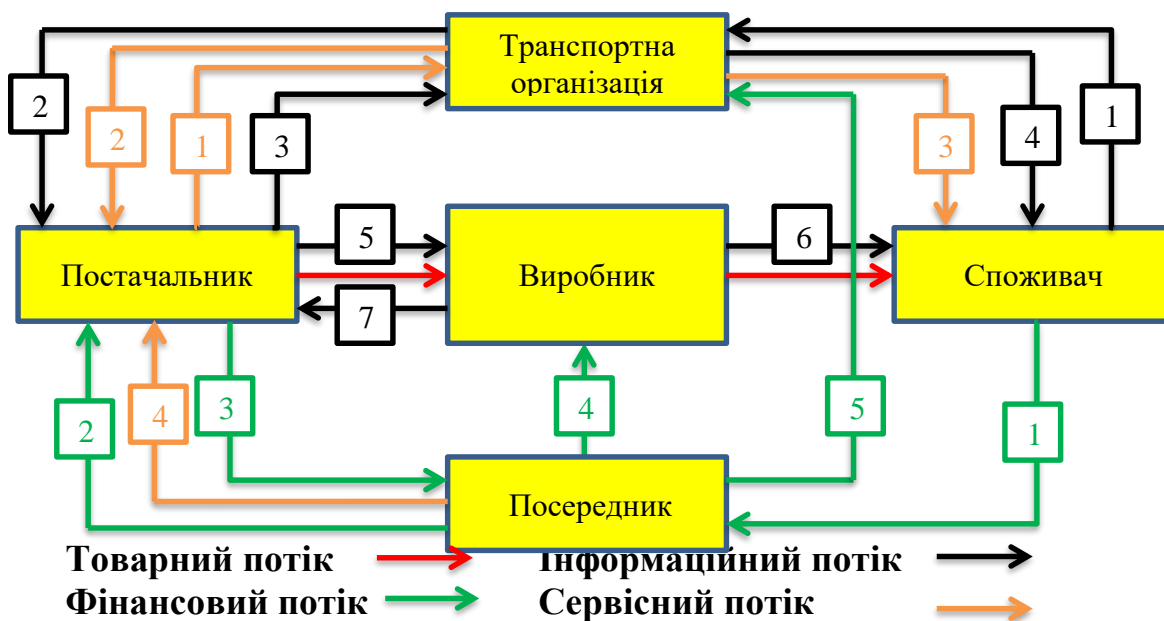 Транспортна
організація
2
2
1
3
3
4
1
5
6
Постачальник
Виробник
Споживач
7
2
4
3
4
5
1
Посередник
Товарний потік
Інформаційний потік
Фінансовий потік
Сервісний потік